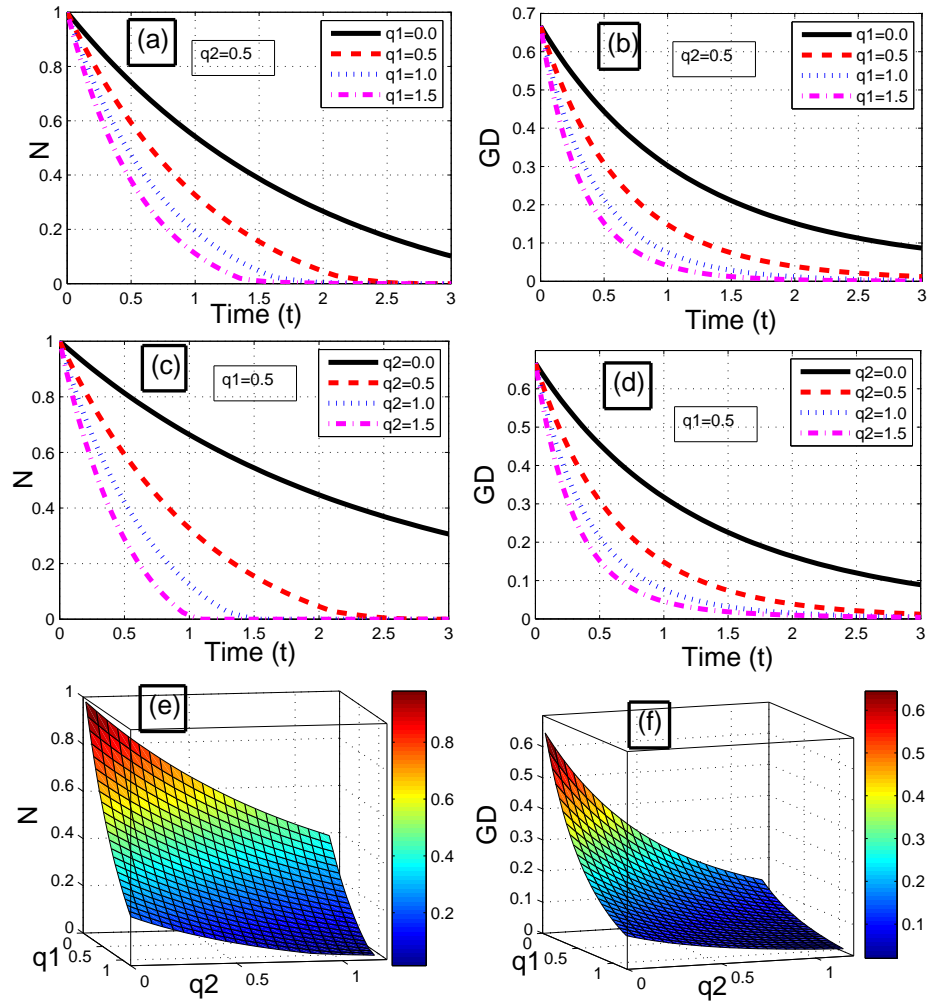 (a)
q2=0.5
q1=0.0
q1=0.5
q1=1.0
q1=1.5
N
1
0.8
0.6
0.4
0.2
0
0 0.5 1 1.5 2 2.5 3
Time (t)
(b)
q2=0.5
q1=0.0
q1=0.5
q1=1.0
q1=1.5
GD
0.7
0.6
0.5
0.4
0.3
0.2
0.1
0
0 0.5 1 1.5 2 2.5 3
Time (t)
(c)
q1=0.5
q2=0.0
q2=0.5
q2=1.0
q2=1.5
N
1
0.8
0.6
0.4
0.2
0
0 0.5 1 1.5 2 2.5 3
Time (t)
(d)
q1=0.5
q2=0.0
q2=0.5
q2=1.0
q2=1.5
GD
0.6
0.5
0.4
0.3
0.2
0.1
0
0 0.5 1 1.5 2 2.5 3
Time (t)
(e)
N
1
0.8
0.6
0.4
0.2
0
0
0.5
1
q1
0 0.5 1
q2
0.8
0.6
0.4
0.2
(f)
GD
0.6
0.5
0.4
0.3
0.2
0.1
0
0
0.5
1
q1
0 0.5 1
q2
0.6
0.5
0.4
0.3
0.2
0.1